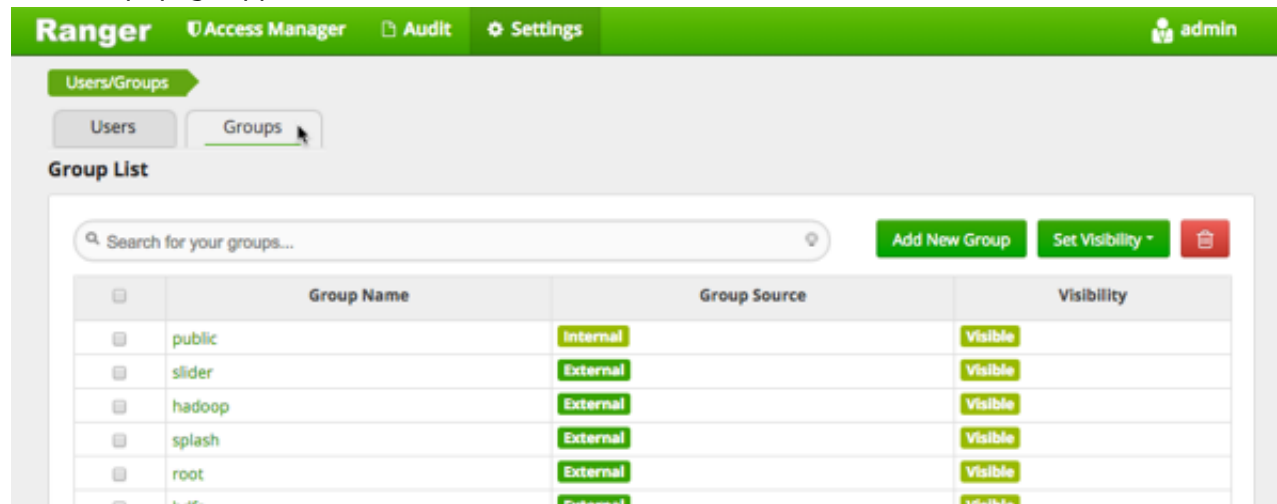 Ranger Access Manager Audit Settings admin
Users/Groups
Users Groups
Group List
Search for your groups... Add New Group Set Visibility
Group Name Group Source Visibility
public Internal Visible
slider External Visible
hadoop External Visible
splash External Visible
root External Visible
External Visible